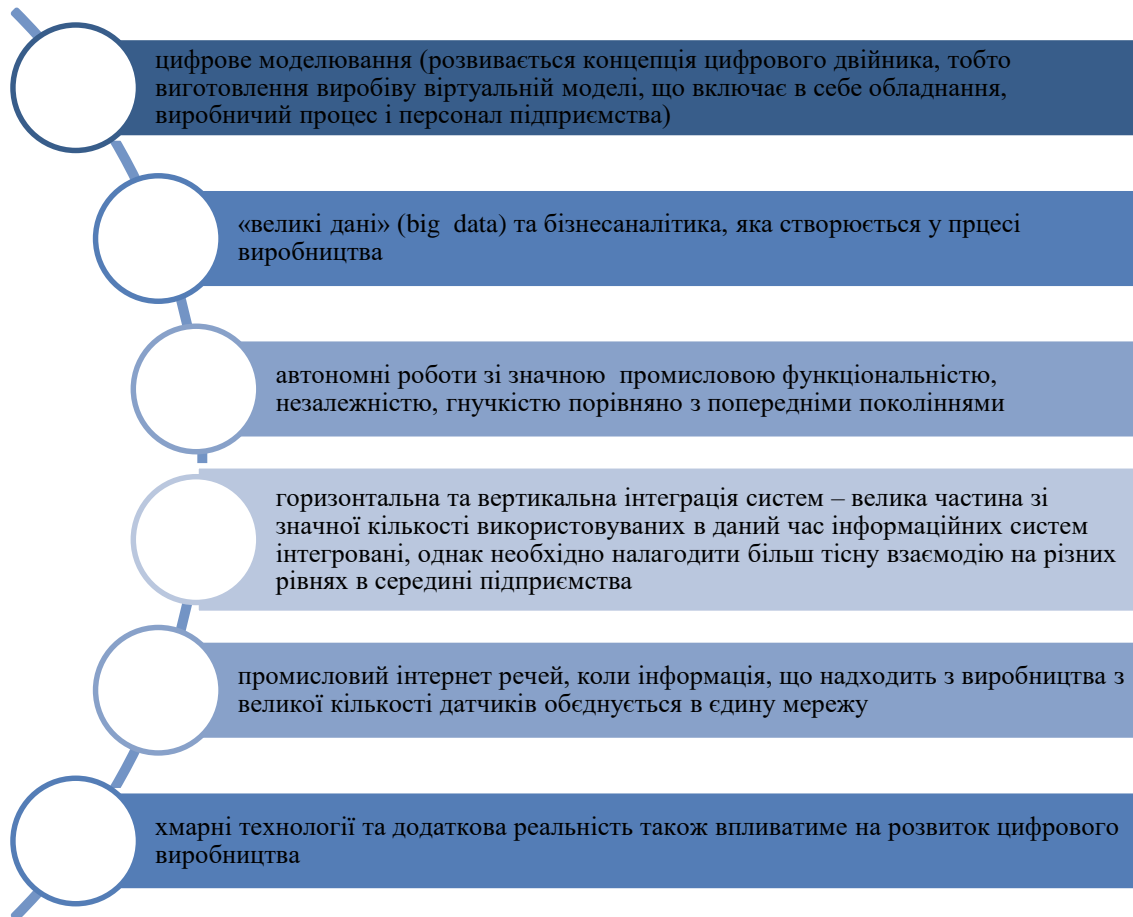 цифрове моделювання (розвивається концепція цифрового двійника, тобто
виготовлення виробіву віртуальній моделі, що включає в себе обладнання,
виробничий процес і персонал підприємства)
«великі дані» (big data) та бізнесаналітика, яка створюється у прцесі
виробництва
автономні роботи зі значною промисловою функціональністю,
незалежністю, гнучкістю порівняно з попередніми поколіннями
горизонтальна та вертикальна інтеграція систем – велика частина зі
значної кількості використовуваних в даний час інформаційних систем
інтегровані, однак необхідно налагодити більш тісну взаємодію на різних
рівнях в середині підприємства
промисловий інтернет речей, коли інформація, що надходить з виробництва з
великої кількості датчиків обєднується в єдину мережу
хмарні технології та додаткова реальність також впливатиме на розвиток цифрового
виробництва